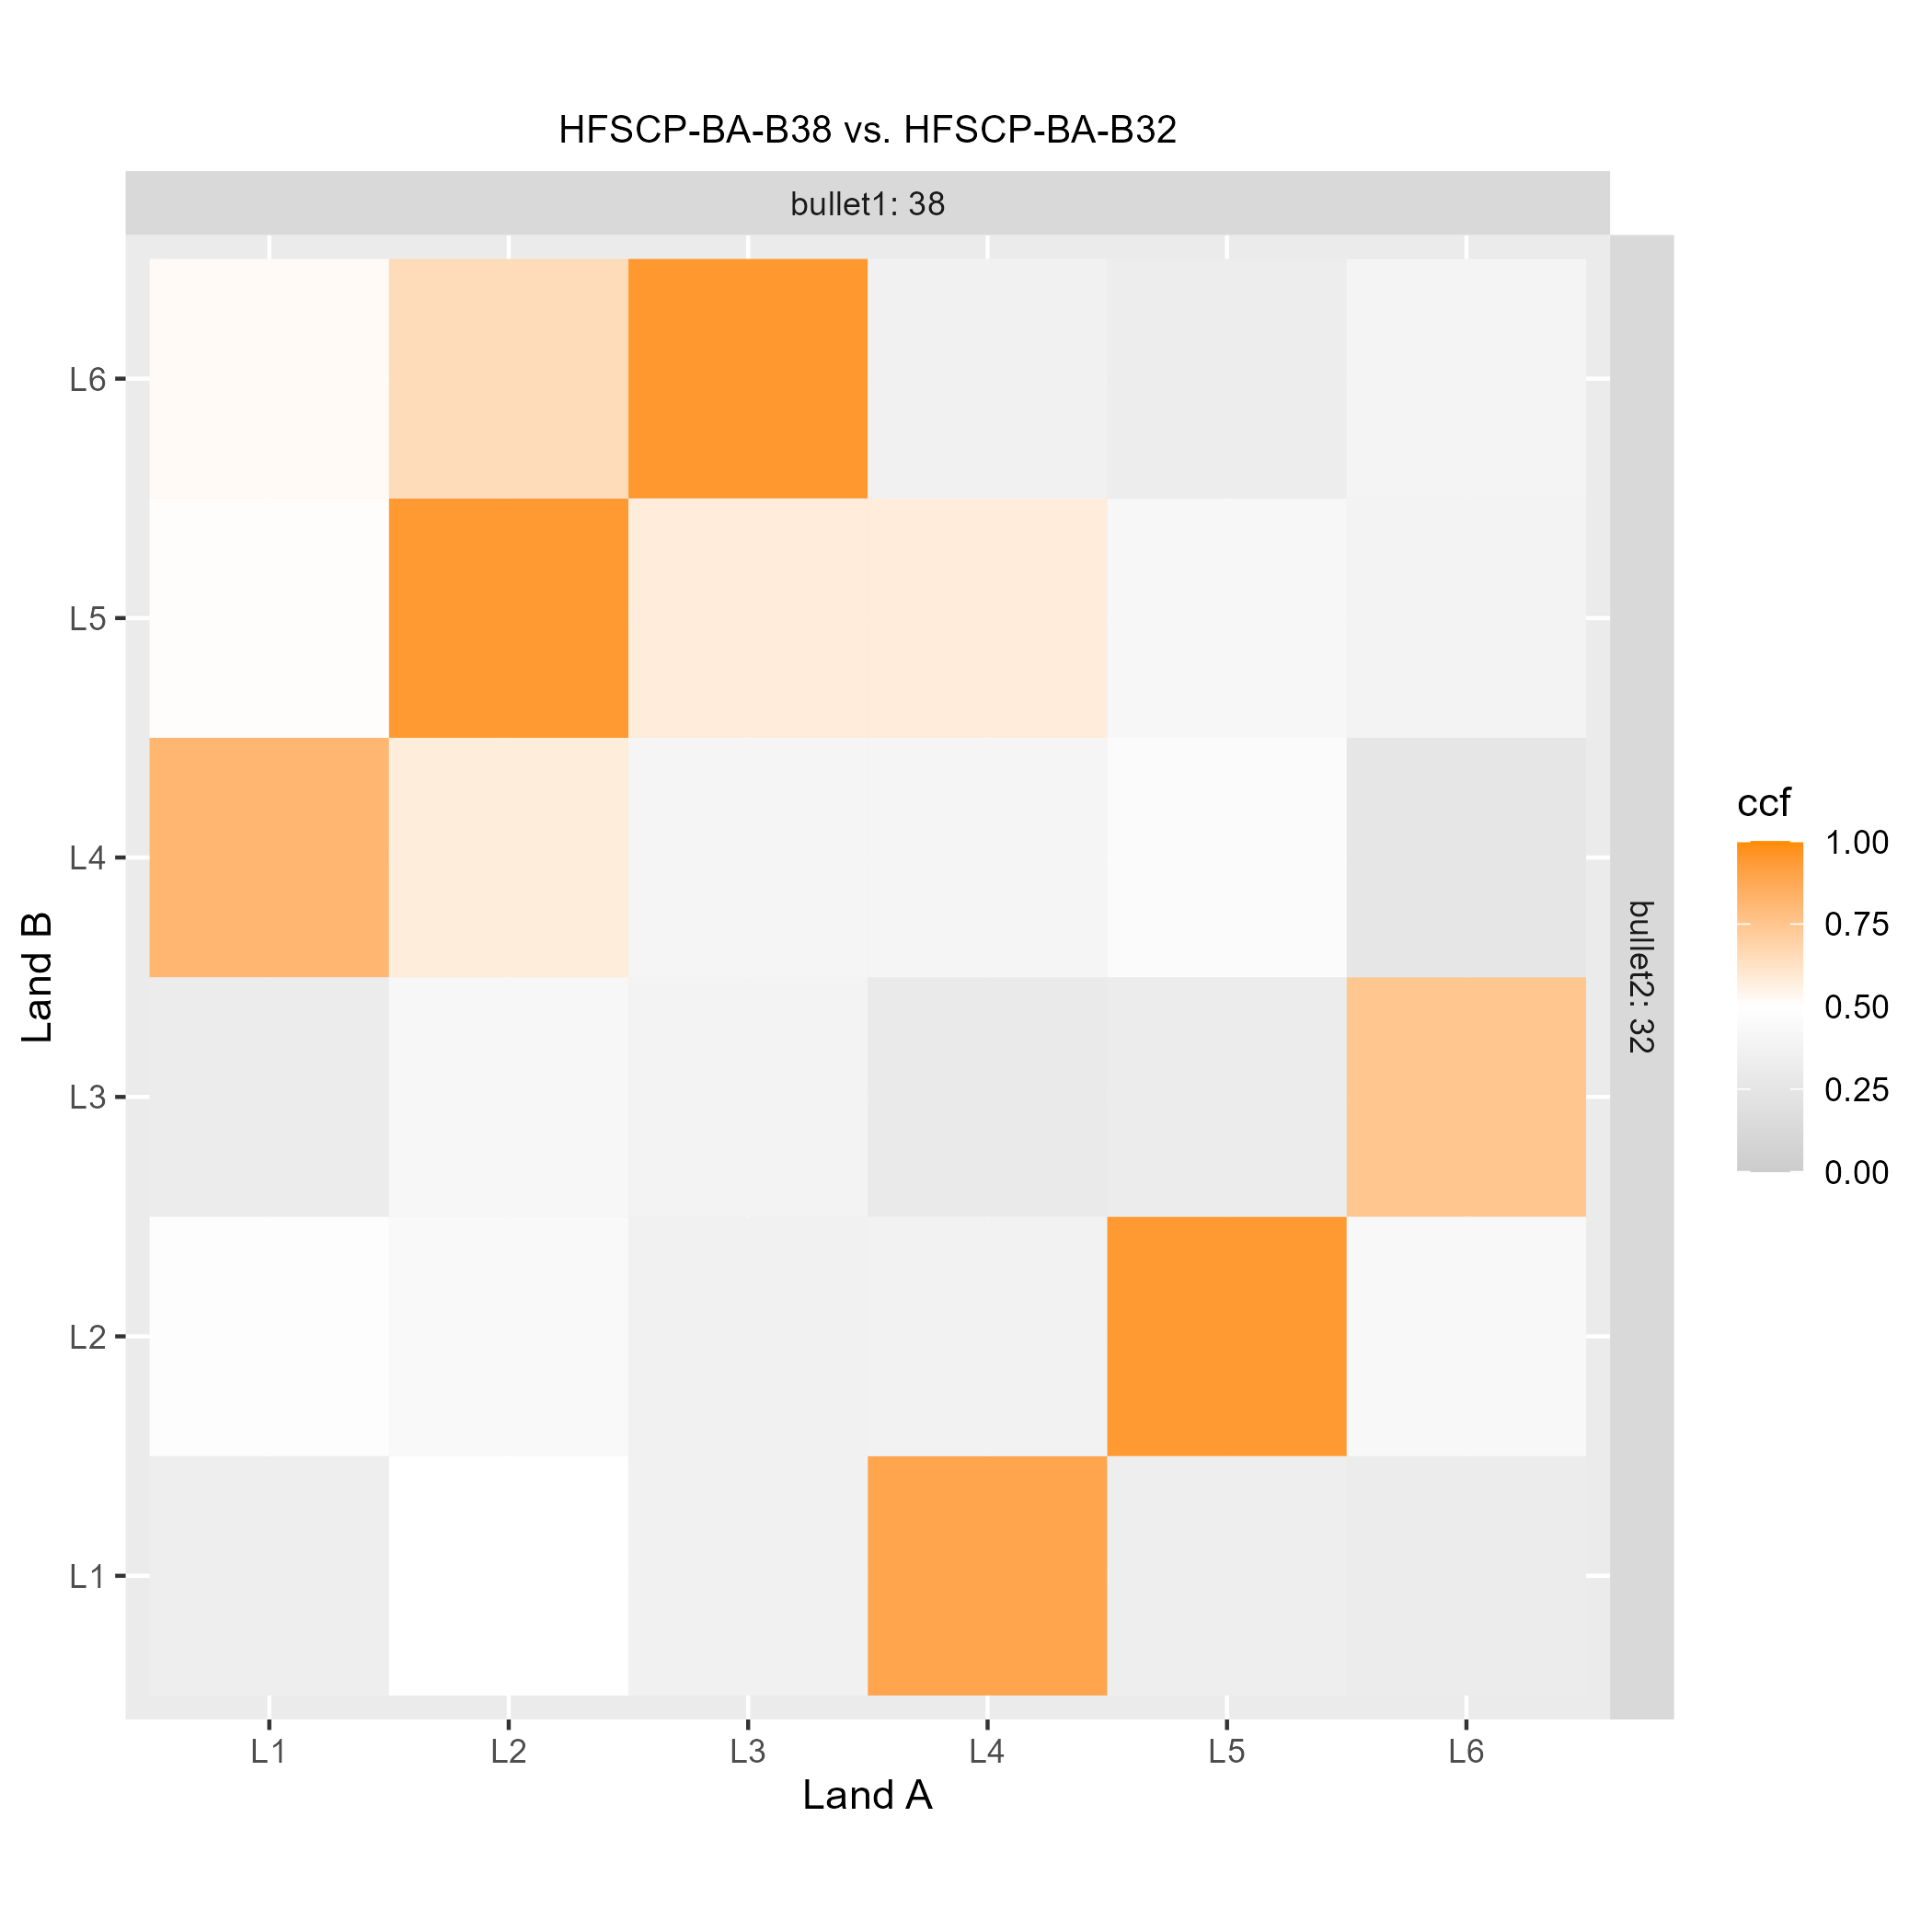 HFSCP-BA-B38 vs. HFSCP-BA-B32
bullet1: 38
L6
L5
L4
L3
L2
L1
Land B
bullet2: 32
L1
L2
L3
L4
L5
L6
Land A
ccf
1.00
0.75
0.50
0.25
0.00